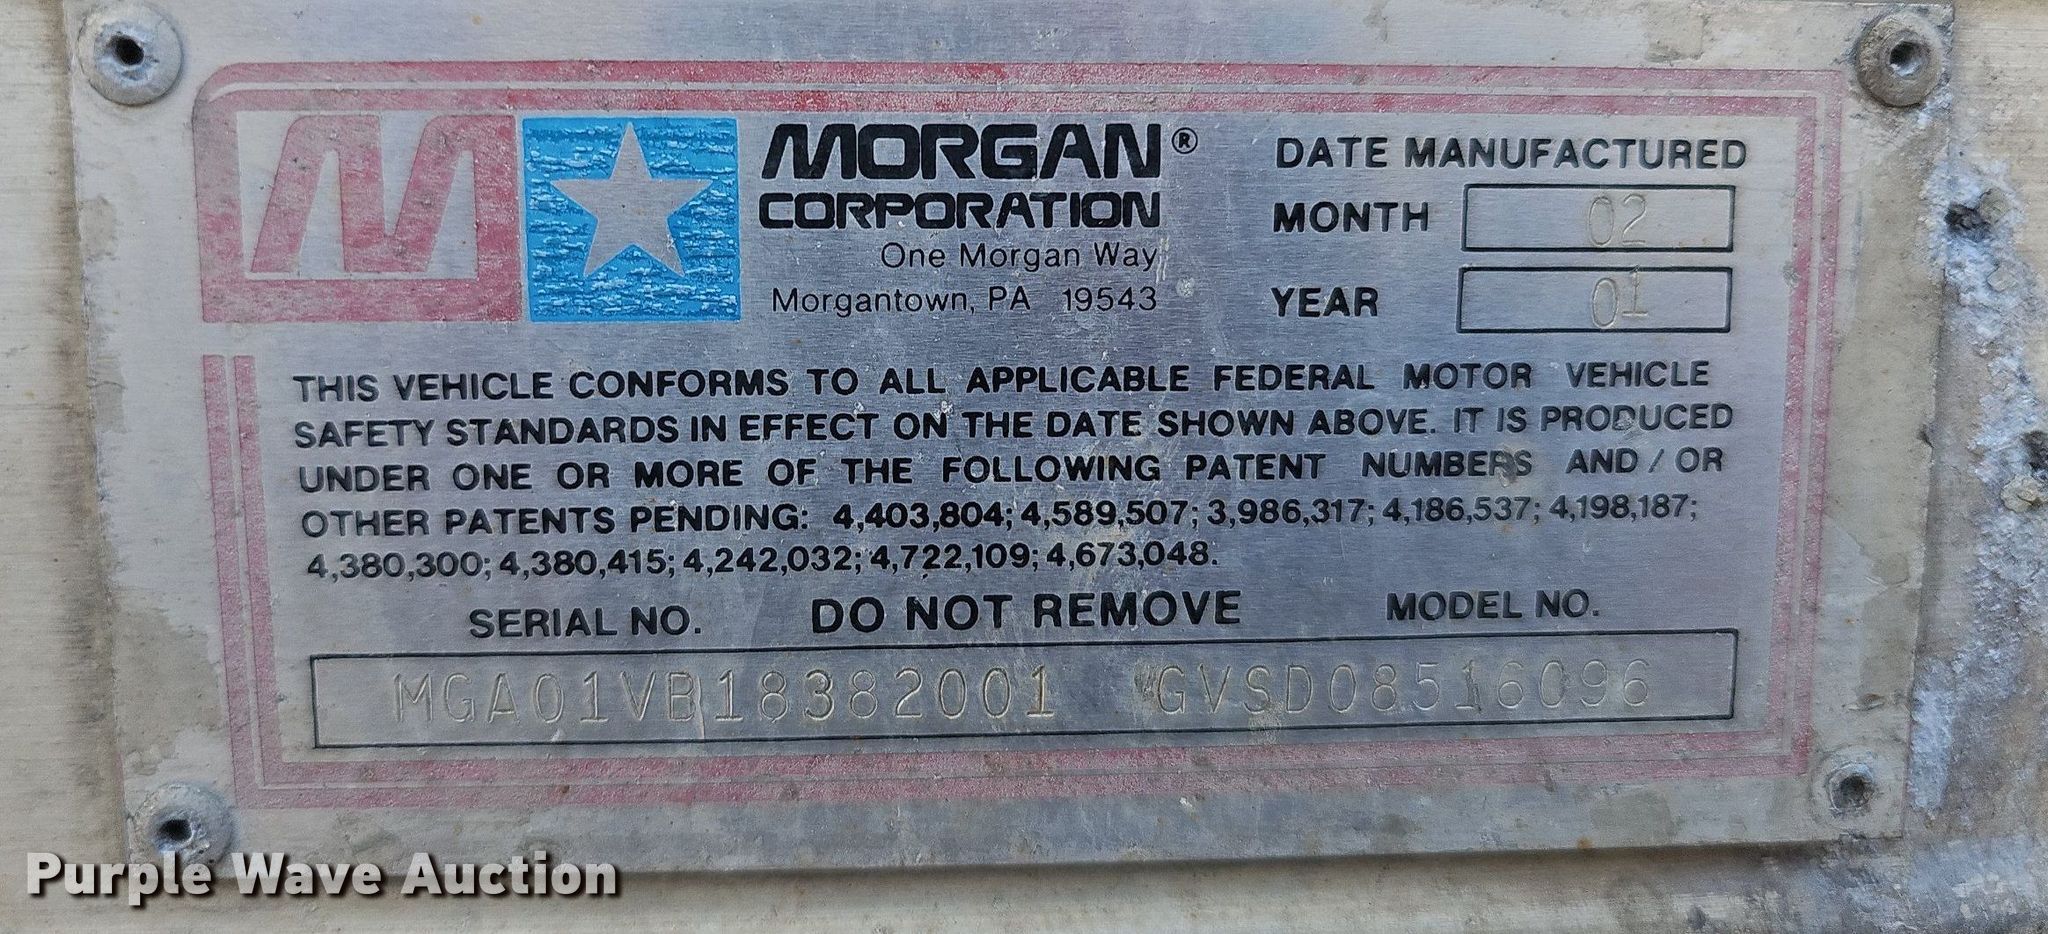 MORGAN®
CORPORATION
One Morgan Way
Morgantown, PA 19543
DATE MANUFACTURED
MONTH 02
YEAR 01
THIS VEHICLE CONFORMS TO ALL APPLICABLE FEDERAL MOTOR VEHICLE
SAFETY STANDARDS IN EFFECT ON THE DATE SHOWN ABOVE. IT IS PRODUCED
UNDER ONE OR MORE OF THE FOLLOWING PATENT NUMBERS AND/OR
OTHER PATENTS PENDING: 4,403,804; 4,589,507; 3,986,317; 4,186,537; 4,198,187;
4,380,300; 4,380,415; 4,242,032; 4,722,109; 4,673,048.
SERIAL NO. DO NOT REMOVE MODEL NO.
MGA01VB18382001 GVSD08516096
Purple Wave Auction